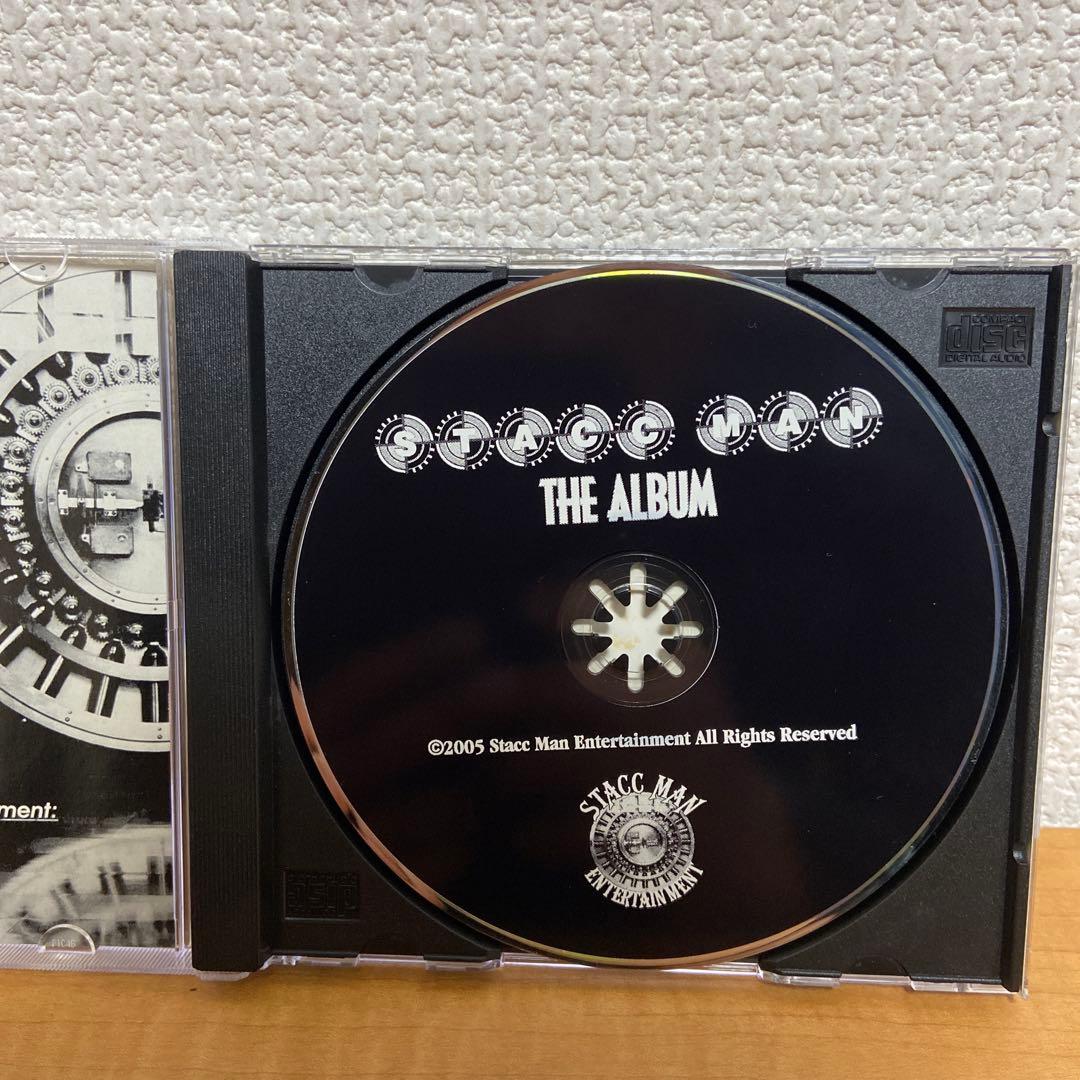 COMPACT
disc
DIGITAL AUDIO
STACC MAN
THE ALBUM
©2005 Stacc Man Entertainment All Rights Reserved
ment:
STACC MAN
ENTERTAINMENT